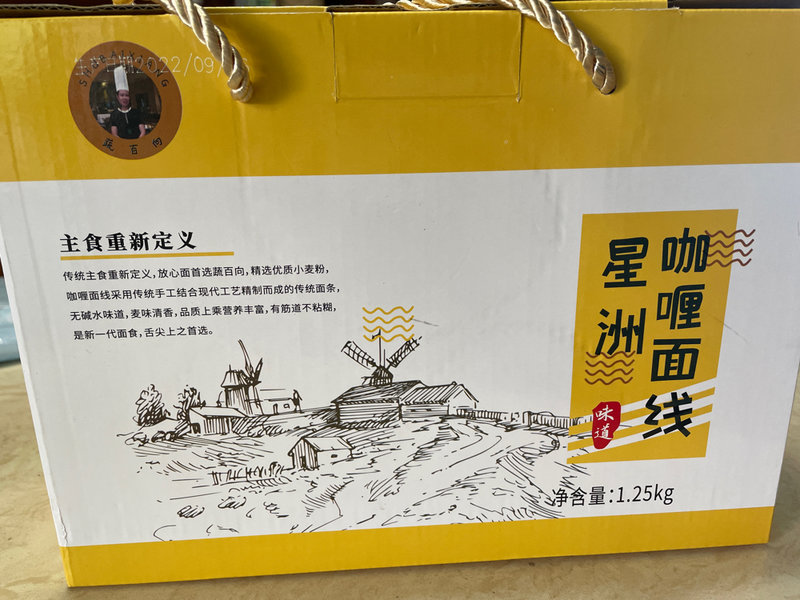 SHUBAIXIANG
蔬百向
主食重新定义
传统主食重新定义，放心面首选蔬百向，精选优质小麦粉，
咖喱面线采用传统手工结合现代工艺精制而成的传统面条，
无碱水味道，麦味清香，品质上乘营养丰富，有筋道不粘糊，
是新一代面食，舌尖上之首选。
咖喱面线
星洲
味道
净含量：1.25kg